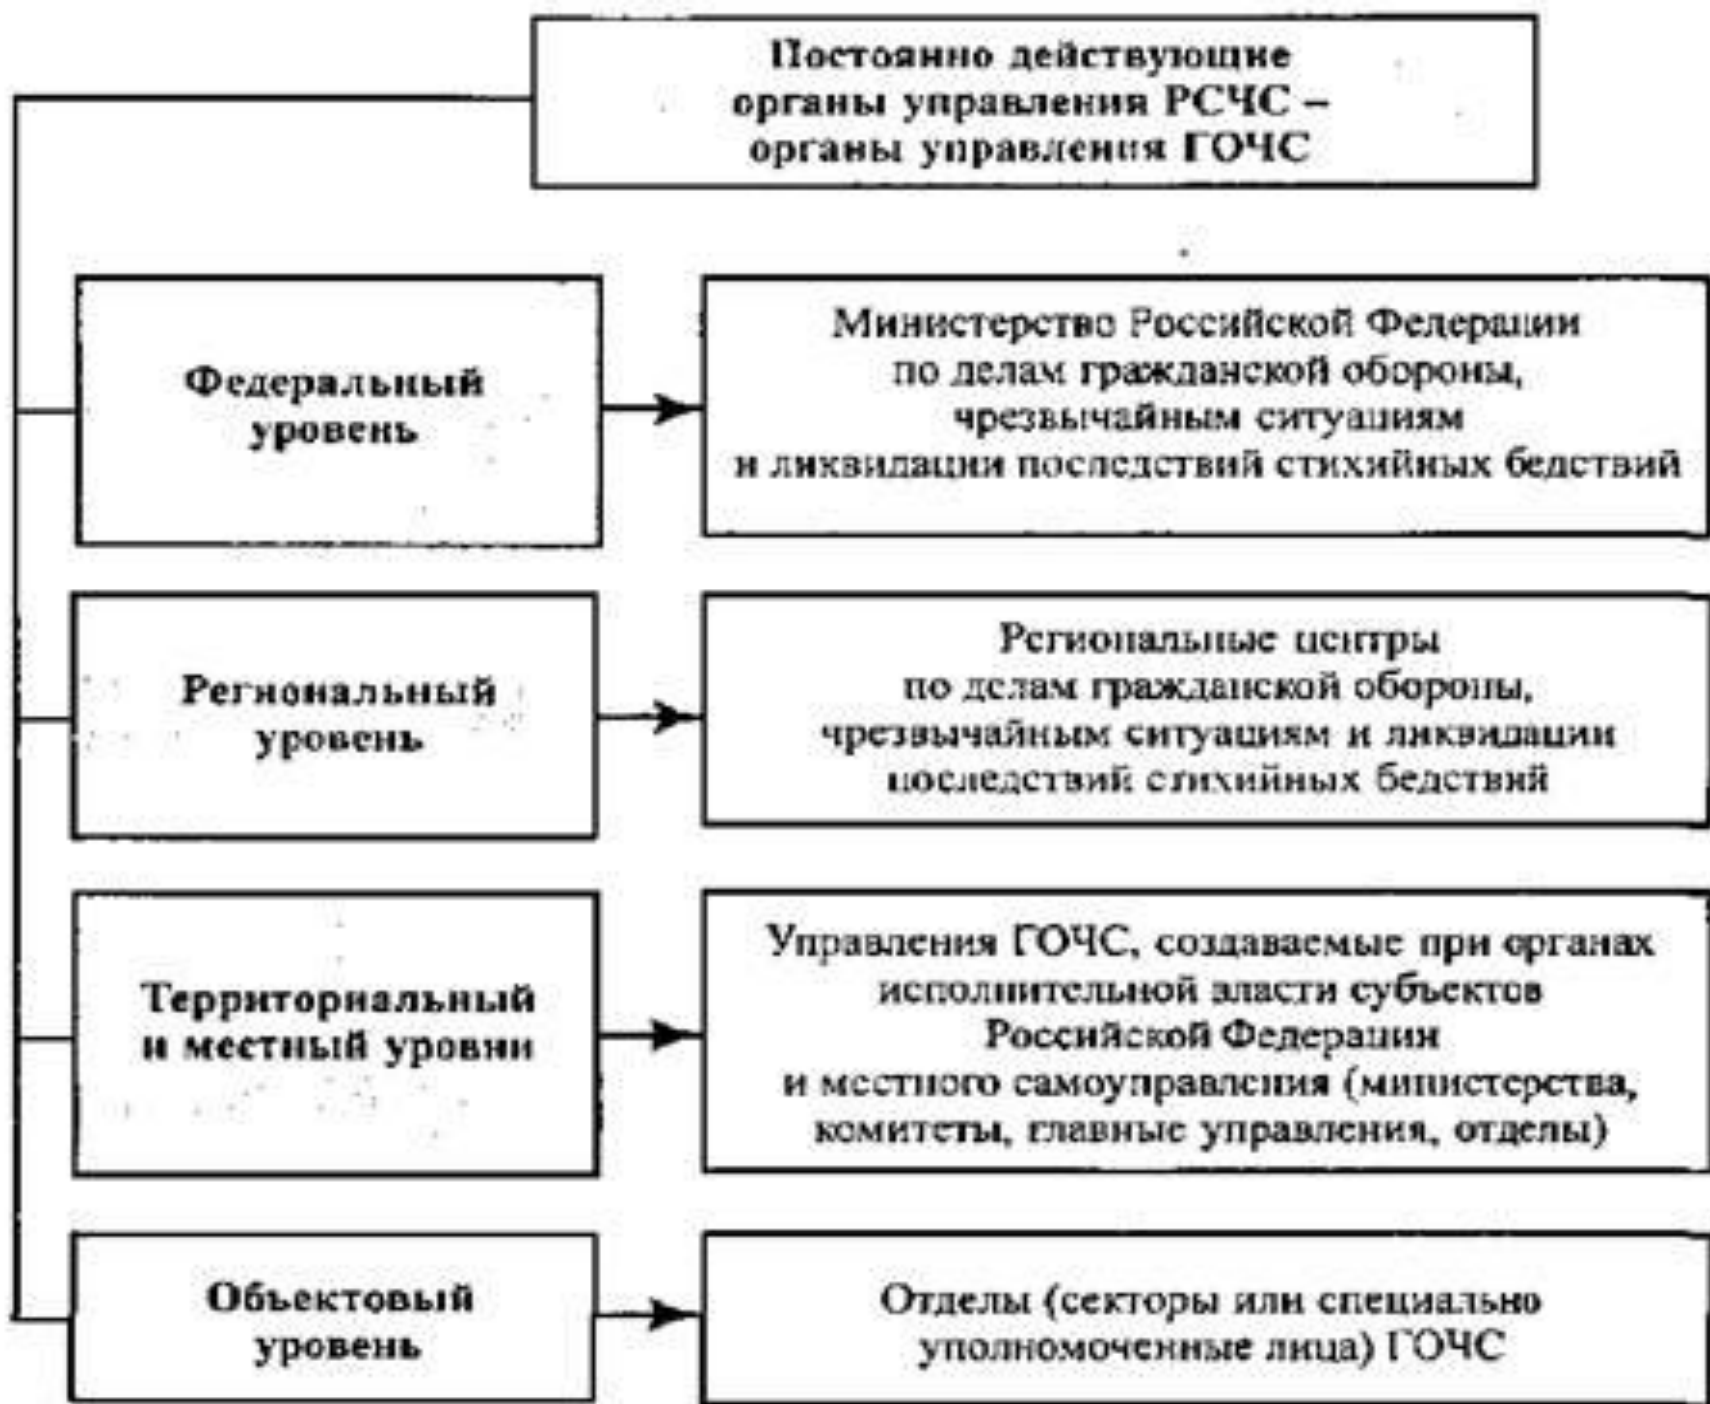 Постоянно действующие
органы управления РСЧС –
органы управления ГОЧС
Федеральный
уровень
Министерство Российской Федерации
по делам гражданской обороны,
чрезвычайным ситуациям
и ликвидации последствий стихийных бедствий
Региональный
уровень
Региональные центры
по делам гражданской обороны,
чрезвычайным ситуациям и ликвидации
последствий стихийных бедствий
Территориальный
и местный уровни
Управления ГОЧС, создаваемые при органах
исполнительной власти субъектов
Российской Федерации
и местного самоуправления (министерства,
комитеты, главные управления, отделы)
Объектовый
уровень
Отделы (секторы или специально
уполномоченные лица) ГОЧС